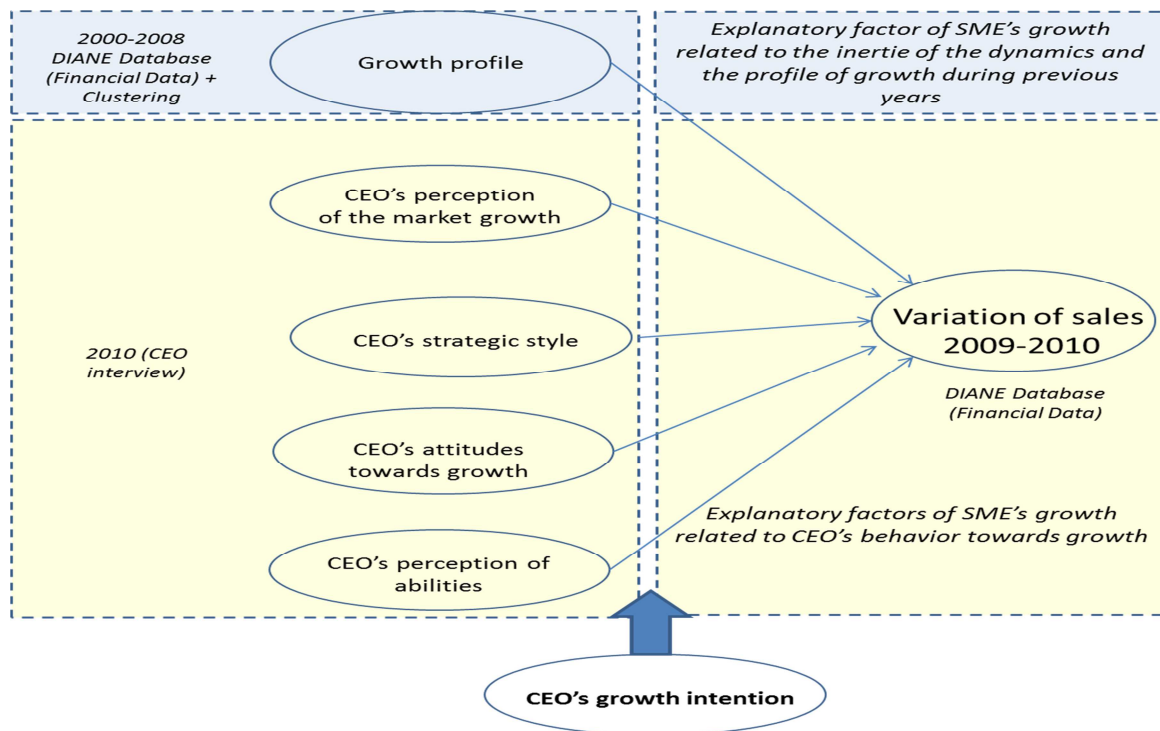 2000-2008
DIANE Database
(Financial Data) +
Clustering
Growth profile
Explanatory factor of SME's growth
related to the inertie of the dynamics and
the profile of growth during previous
years
CEO's perception
of the market growth
CEO's strategic style
2010 (CEO
interview)
CEO's attitudes
towards growth
CEO's perception of
abilities
Variation of sales
2009-2010
DIANE Database
(Financial Data)
Explanatory factors of SME's growth
related to CEO's behavior towards growth
CEO's growth intention